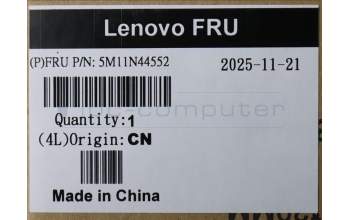 Lenovo FRU
(P)FRU P/N: 5M11N44552 2025-11-21
Quantity:1
(4L)Origin:CN
Made in China